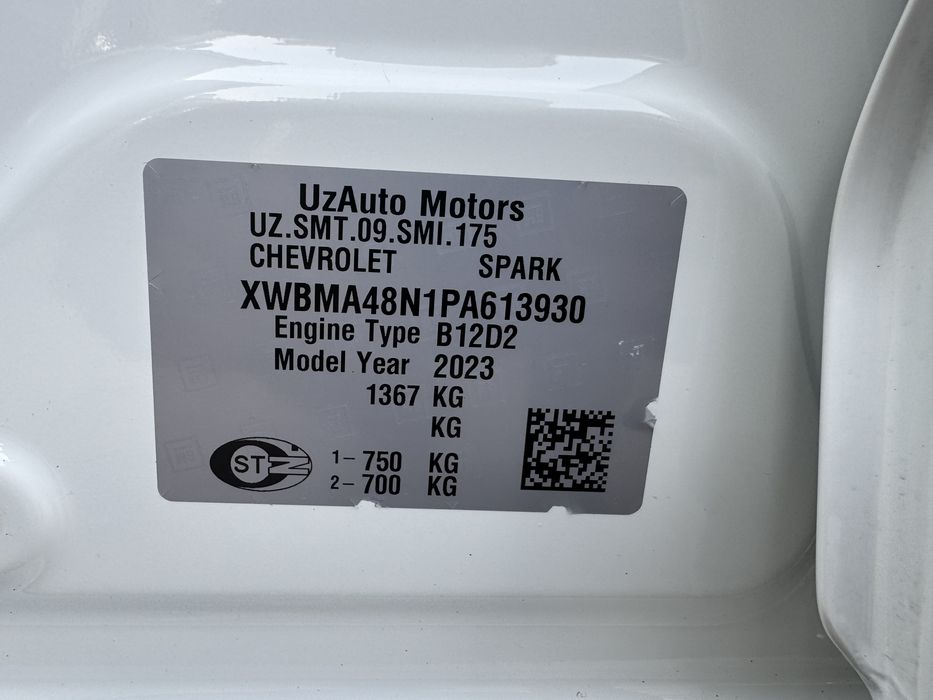 UzAuto Motors
UZ.SMT.09.SMI.175
CHEVROLET SPARK
XWBMA48N1PA613930
Engine Type B12D2
Model Year 2023
1367 KG
KG
1- 750 KG
2- 700 KG
ST